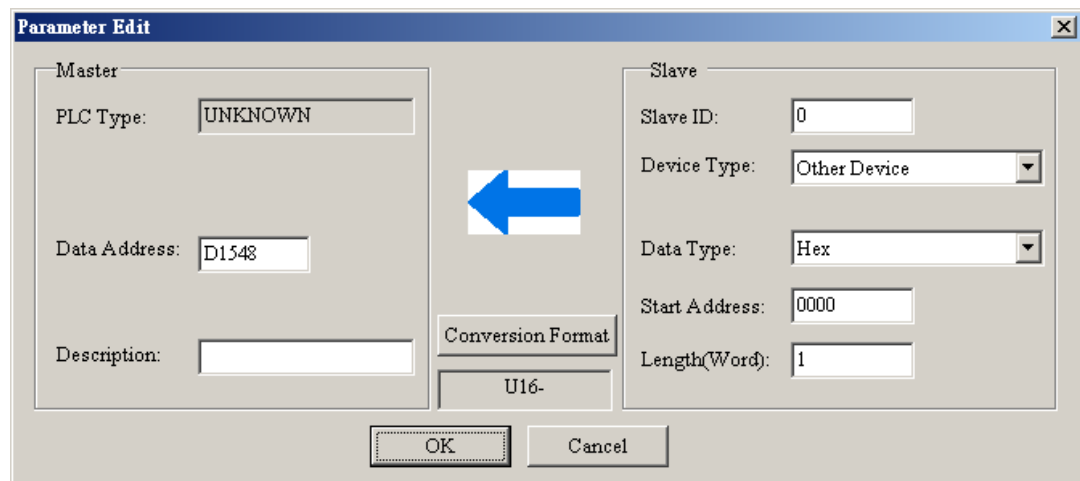 Parameter Edit
Master
PLC Type: UNKNOWN
Data Address: D1548
Description:
Conversion Format
U16-
Slave
Slave ID: 0
Device Type: Other Device
Data Type: Hex
Start Address: 0000
Length(Word): 1
OK Cancel